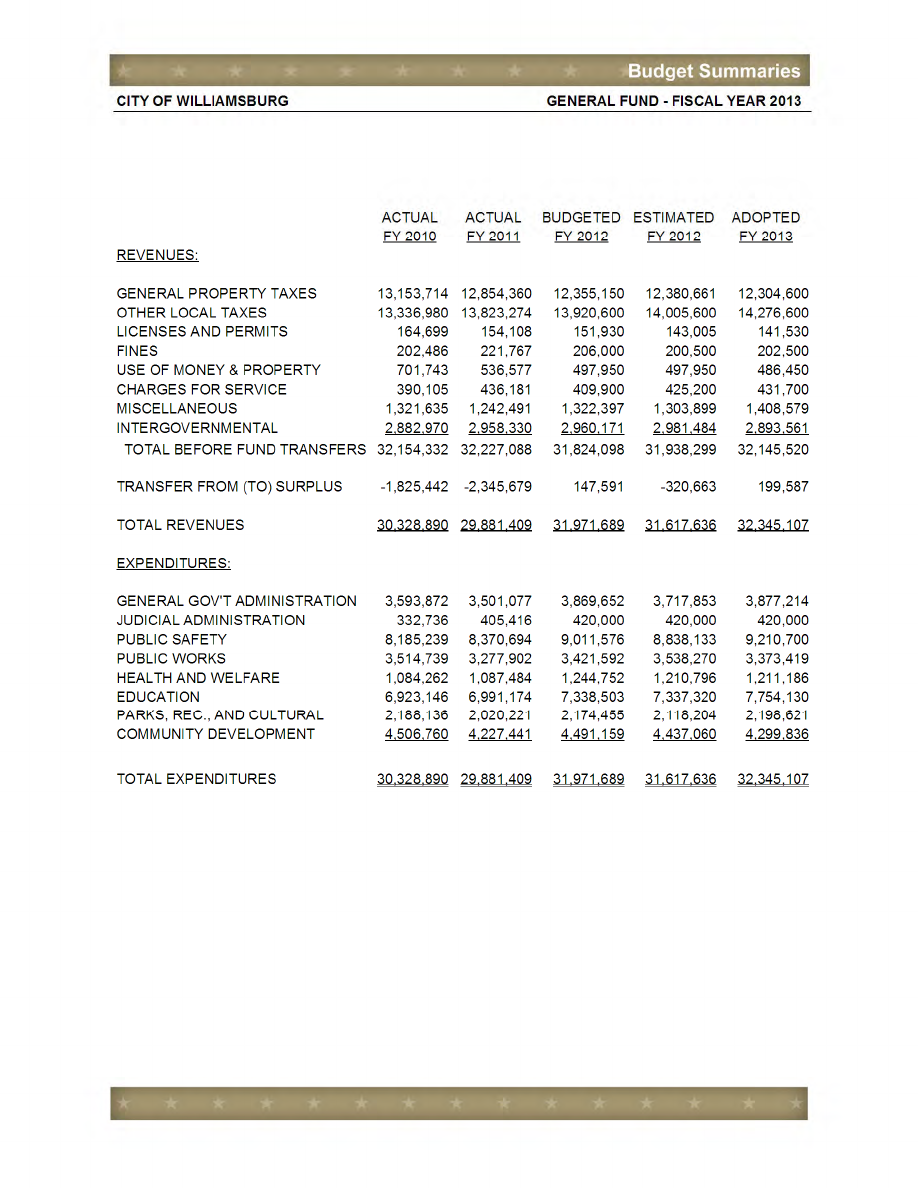 Budget Summaries
CITY OF WILLIAMSBURG GENERAL FUND - FISCAL YEAR 2013
ACTUAL ACTUAL BUDGETED ESTIMATED ADOPTED
FY 2010 FY 2011 FY 2012 FY 2012 FY 2013
REVENUES:
GENERAL PROPERTY TAXES 13,153,714 12,854,360 12,355,150 12,380,661 12,304,600
OTHER LOCAL TAXES 13,336,980 13,823,274 13,920,600 14,005,600 14,276,600
LICENSES AND PERMITS 164,699 154,108 151,930 143,005 141,530
FINES 202,486 221,767 206,000 200,500 202,500
USE OF MONEY & PROPERTY 701,743 536,577 497,950 497,950 486,450
CHARGES FOR SERVICE 390,105 436,181 409,900 425,200 431,700
MISCELLANEOUS 1,321,635 1,242,491 1,322,397 1,303,899 1,408,579
INTERGOVERNMENTAL 2,882,970 2,958,330 2,960,171 2,981,484 2,893,561
TOTAL BEFORE FUND TRANSFERS 32,154,332 32,227,088 31,824,098 31,938,299 32,145,520
TRANSFER FROM (TO) SURPLUS -1,825,442 -2,345,679 147,591 -320,663 199,587
TOTAL REVENUES 30,328,890 29,881,409 31,971,689 31,617,636 32,345,107
EXPENDITURES:
GENERAL GOV'T ADMINISTRATION 3,593,872 3,501,077 3,869,652 3,717,853 3,877,214
JUDICIAL ADMINISTRATION 332,736 405,416 420,000 420,000 420,000
PUBLIC SAFETY 8,185,239 8,370,694 9,011,576 8,838,133 9,210,700
PUBLIC WORKS 3,514,739 3,277,902 3,421,592 3,538,270 3,373,419
HEALTH AND WELFARE 1,084,262 1,087,484 1,244,752 1,210,796 1,211,186
EDUCATION 6,923,146 6,991,174 7,338,503 7,337,320 7,754,130
PARKS, REC., AND CULTURAL 2,188,136 2,020,221 2,174,455 2,118,204 2,198,621
COMMUNITY DEVELOPMENT 4,506,760 4,227,441 4,491,159 4,437,060 4,299,836
TOTAL EXPENDITURES 30,328,890 29,881,409 31,971,689 31,617,636 32,345,107